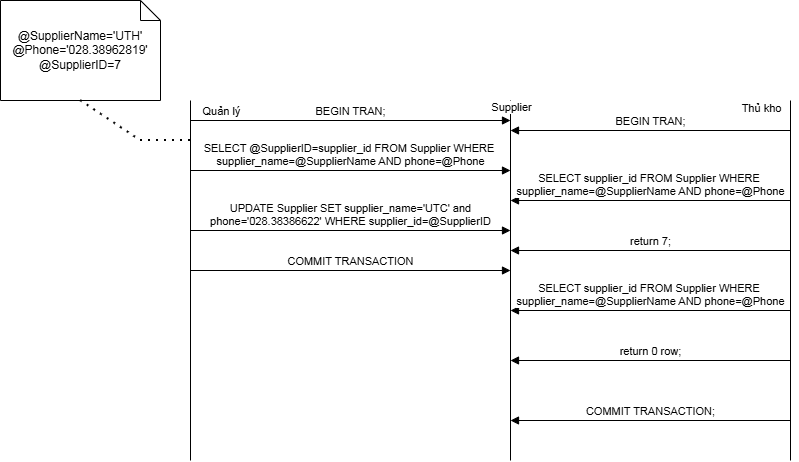 @SupplierName='UTH'
@Phone='028.38962819'
@SupplierID=7
Quản lý
BEGIN TRAN;
Supplier
Thủ kho
BEGIN TRAN;
SELECT @SupplierID=supplier_id FROM Supplier WHERE
supplier_name=@SupplierName AND phone=@Phone
SELECT supplier_id FROM Supplier WHERE
supplier_name=@SupplierName AND phone=@Phone
UPDATE Supplier SET supplier_name='UTC' and
phone='028.38386622' WHERE supplier_id=@SupplierID
return 7;
COMMIT TRANSACTION
SELECT supplier_id FROM Supplier WHERE
supplier_name=@SupplierName AND phone=@Phone
return 0 row;
COMMIT TRANSACTION;